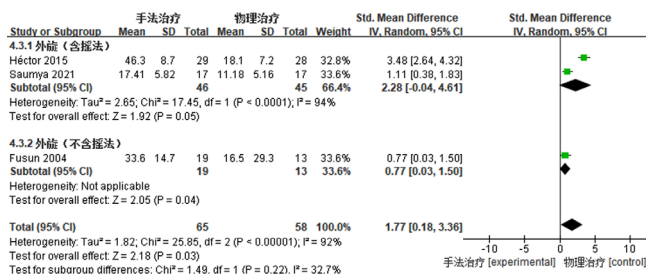 手法治疗 物理治疗 Std. Mean Difference Std. Mean Difference
Study or Subgroup Mean SD Total Mean SD Total Weight IV, Random, 95% CI IV, Random, 95% CI
4.3.1 外旋（含摇法）
Héctor 2015 46.3 8.7 29 18.1 7.2 28 32.8% 3.48 [2.64, 4.32]
Saumya 2021 17.41 5.82 17 11.18 5.16 17 33.6% 1.11 [0.38, 1.83]
Subtotal (95% CI) 46 45 66.4% 2.28 [-0.04, 4.61]
Heterogeneity: Tau² = 2.65; Chi² = 17.45, df = 1 (P < 0.0001); I² = 94%
Test for overall effect: Z = 1.92 (P = 0.05)
4.3.2 外旋（不含摇法）
Fusun 2004 33.6 14.7 19 16.5 29.3 13 33.6% 0.77 [0.03, 1.50]
Subtotal (95% CI) 19 13 33.6% 0.77 [0.03, 1.50]
Heterogeneity: Not applicable
Test for overall effect: Z = 2.05 (P = 0.04)
Total (95% CI) 65 58 100.0% 1.77 [0.18, 3.36]
Heterogeneity: Tau² = 1.82; Chi² = 25.85, df = 2 (P < 0.00001); I² = 92%
-10 -5 0 5 10
Test for overall effect: Z = 2.18 (P = 0.03)
手法治疗 [experimental] 物理治疗 [control]
Test for subgroup differences: Chi² = 1.49, df = 1 (P = 0.22), I² = 32.7%